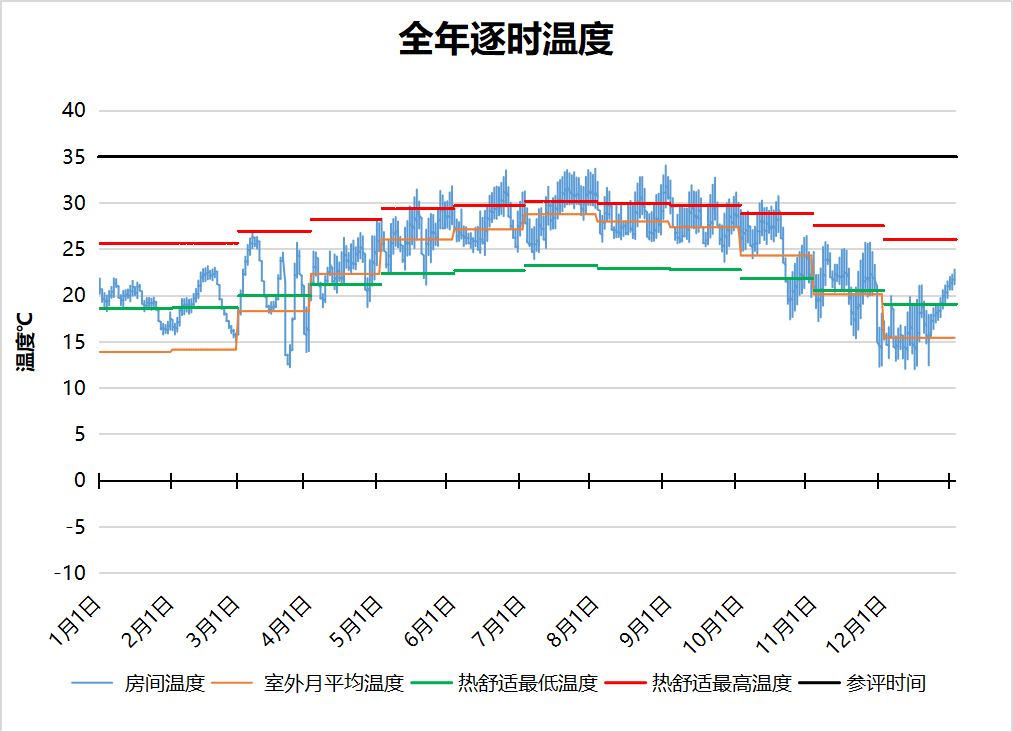 全年逐时温度
40
35
30
25
20
15
10
5
0
-5
-10
温度℃
1月1日
2月1日
3月1日
4月1日
5月1日
6月1日
7月1日
8月1日
9月1日
10月1日
11月1日
12月1日
房间温度 室外月平均温度 热舒适最低温度 热舒适最高温度 参评时间